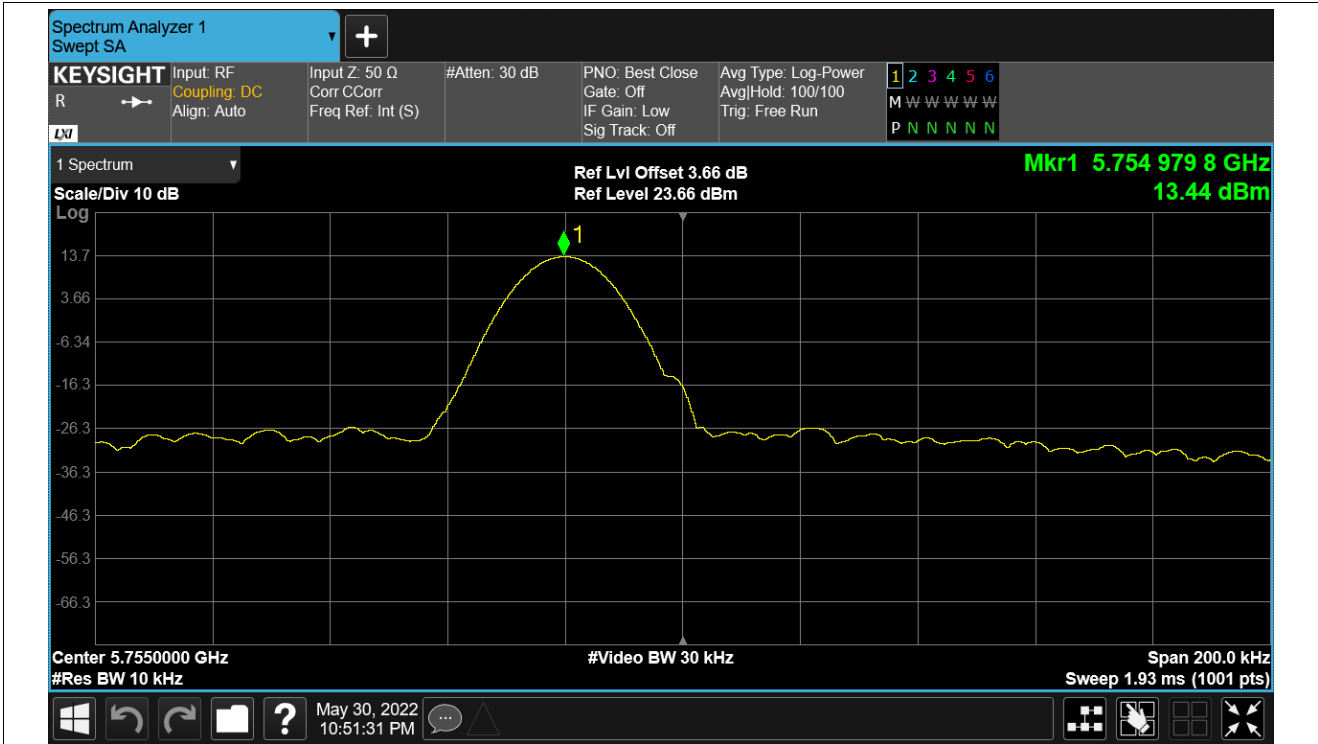 Spectrum Analyzer 1
Swept SA
+
KEYSIGHT Input: RF Input Z: 50 Ω #Atten: 30 dB PNO: Best Close Avg Type: Log-Power 1 2 3 4 5 6
R Coupling: DC Corr CCorr Gate: Off Avg|Hold: 100/100 M W W W W W
Align: Auto Freq Ref: Int (S) IF Gain: Low Trig: Free Run
LXI Sig Track: Off P N N N N N
1 Spectrum Ref Lvl Offset 3.66 dB Mkr1 5.754 979 8 GHz
Scale/Div 10 dB Ref Level 23.66 dBm 13.44 dBm
Log
1
13.7
3.66
-6.34
-16.3
-26.3
-36.3
-46.3
-56.3
-66.3
Center 5.7550000 GHz #Video BW 30 kHz Span 200.0 kHz
#Res BW 10 kHz Sweep 1.93 ms (1001 pts)
? May 30, 2022
10:51:31 PM